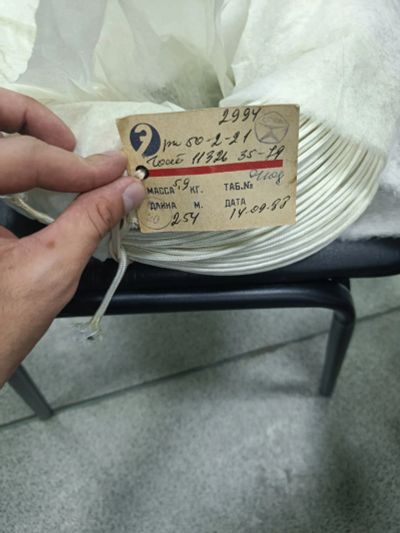 2994
рк 50-2-21
Гост 11326 35-79
МАССА 5,9 КГ. ТАБ.№
ДЛИНА М. ДАТА
254 14.09.88